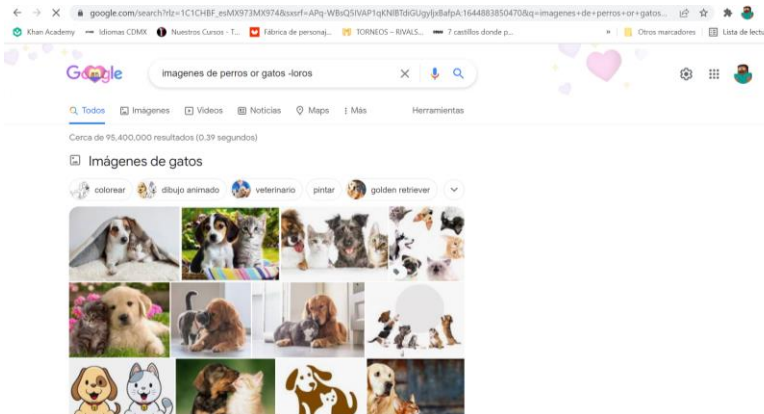 google.com/search?rlz=1C1CHBF_esMX973MX974&sxsrf=APq-WBsQ5IVAP1qKNlBTdiGUgyljxBafpA:1644883850470&q=imagenes+de+perros+or+gatos...
Khan Academy Idiomas CDMX Nuestros Cursos - T... Fábrica de personaj... TORNEOS – RIVALS... 7 castillos donde p... » Otros marcadores Lista de lectu
Google imagenes de perros or gatos -loros
Todos Imágenes Videos Noticias Maps Más Herramientas
Cerca de 95,400,000 resultados (0.39 segundos)
Imágenes de gatos
colorear dibujo animado veterinario pintar golden retriever